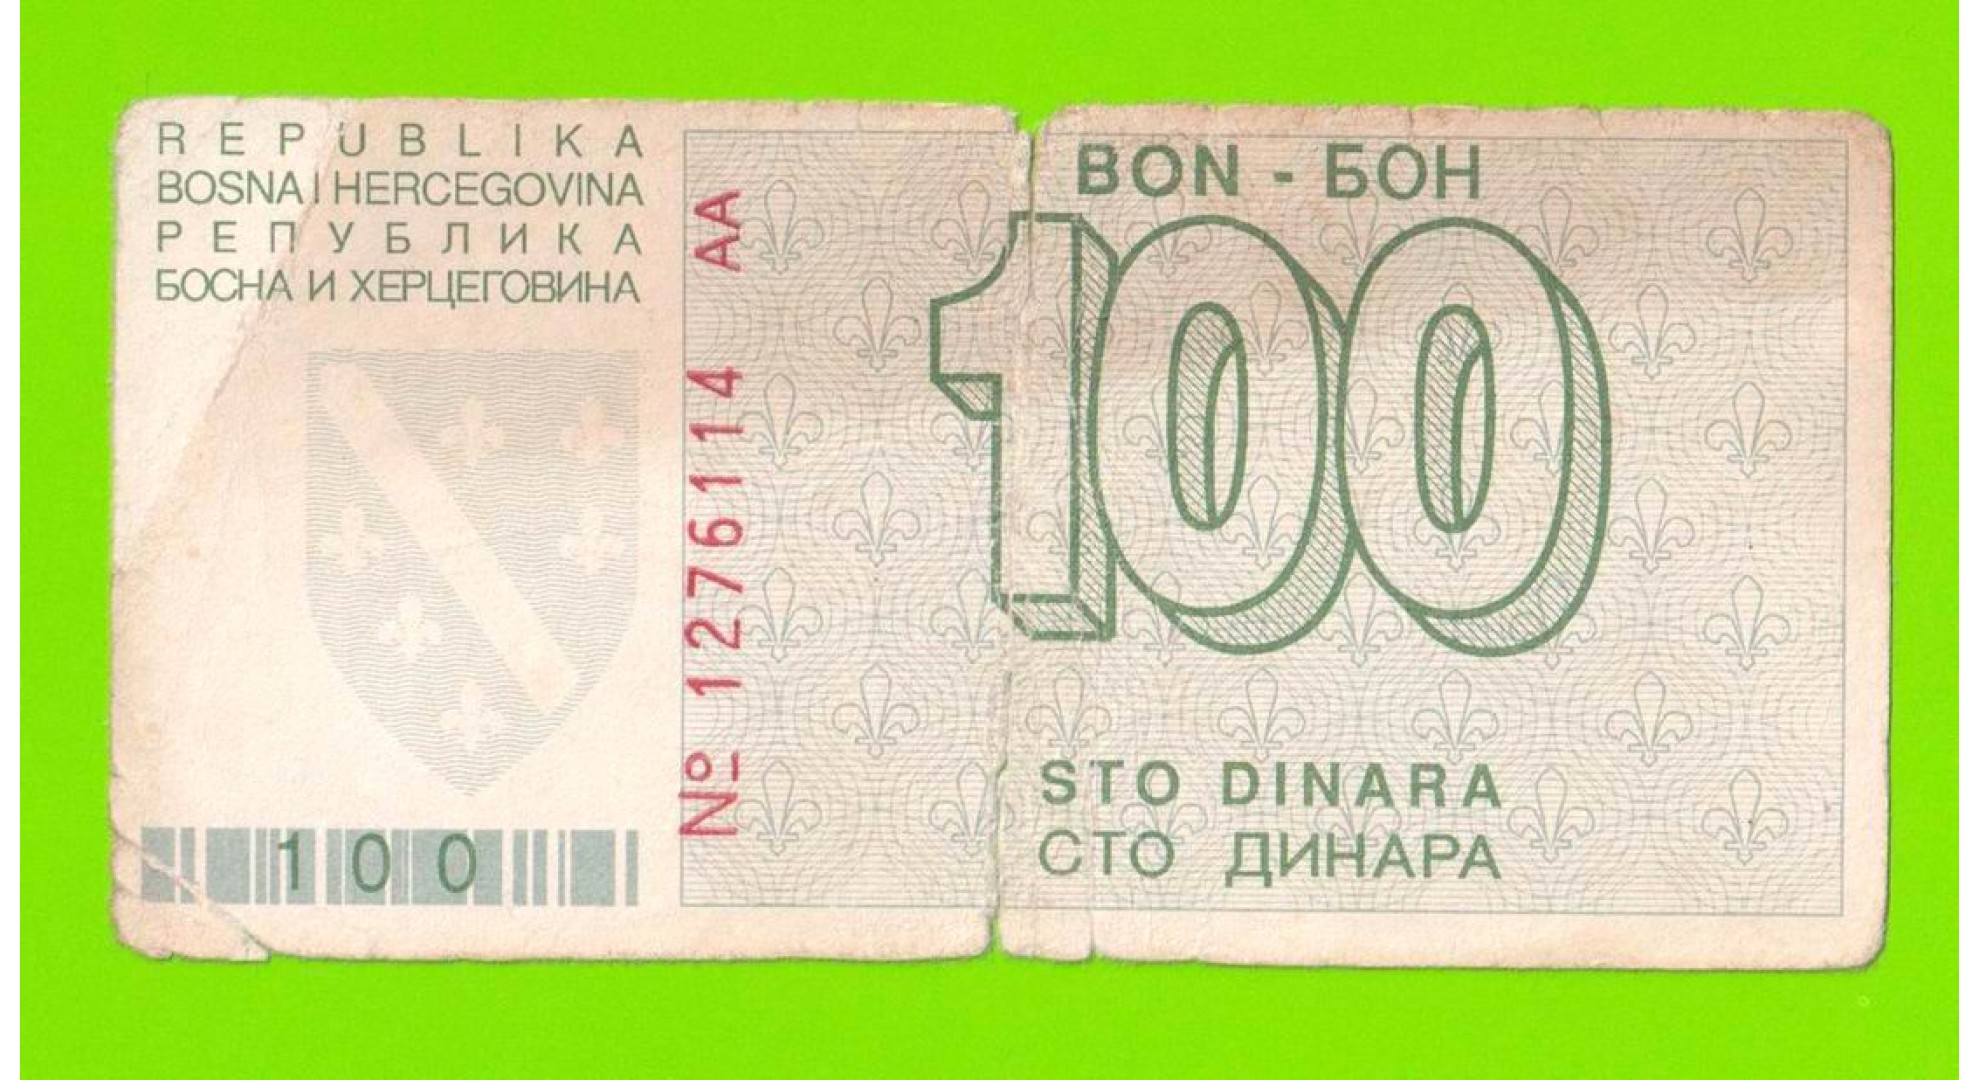 REPUBLIKA
BOSNA I HERCEGOVINA
РЕПУБЛИКА
БОСНА И ХЕРЦЕГОВИНА
100
№ 1276114 AA
BON - БОН
100
STO DINARA
СТО ДИНАРА